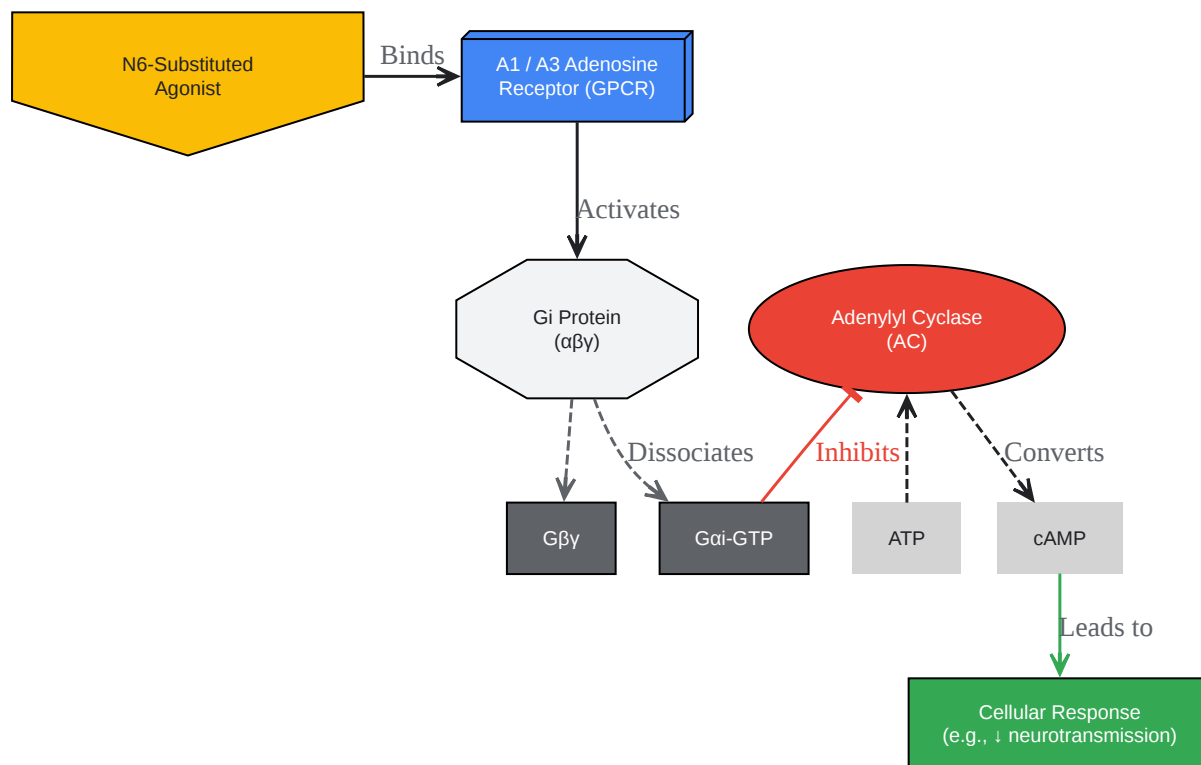 N6-Substituted
Agonist
Binds
A1 / A3 Adenosine
Receptor (GPCR)
Activates
Gi Protein
(αβγ)
Adenylyl Cyclase
(AC)
Dissociates
Inhibits
Converts
Gβγ
Gαi-GTP
ATP
cAMP
Leads to
Cellular Response
(e.g., ↓ neurotransmission)